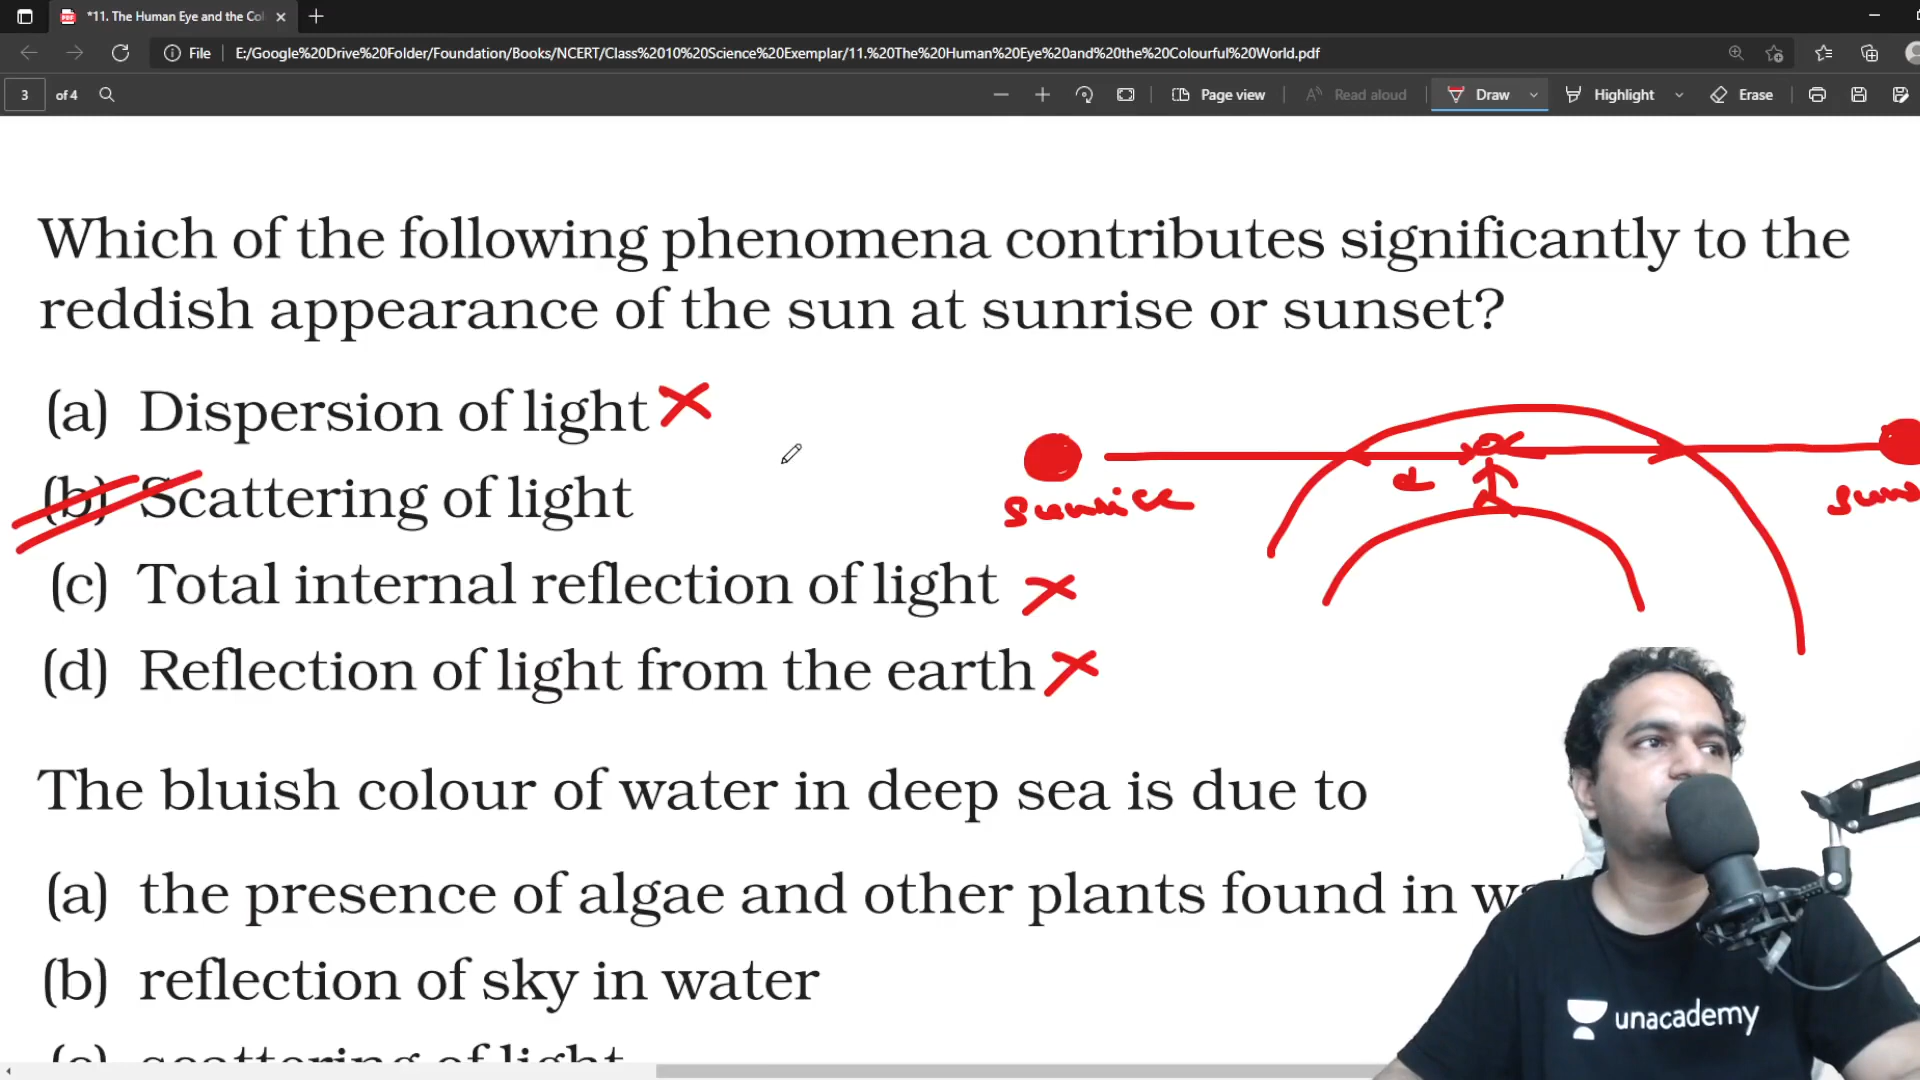 *11. The Human Eye and the Col
File
E:/Google%20Drive%20Folder/Foundation/Books/NCERT/Class%2010%20Science%20Exemplar/11.%20The%20Human%20Eye%20and%20the%20Colourful%20World.pdf
3 of 4
Page view
Read aloud
Draw
Highlight
Erase
Which of the following phenomena contributes significantly to the
reddish appearance of the sun at sunrise or sunset?
(a) Dispersion of light
(b) Scattering of light
d
Sunrise
(c) Total internal reflection of light
(d) Reflection of light from the earth
The bluish colour of water in deep sea is due to
(a) the presence of algae and other plants found in
(b) reflection of sky in water
(c) scattering of light
unacademy